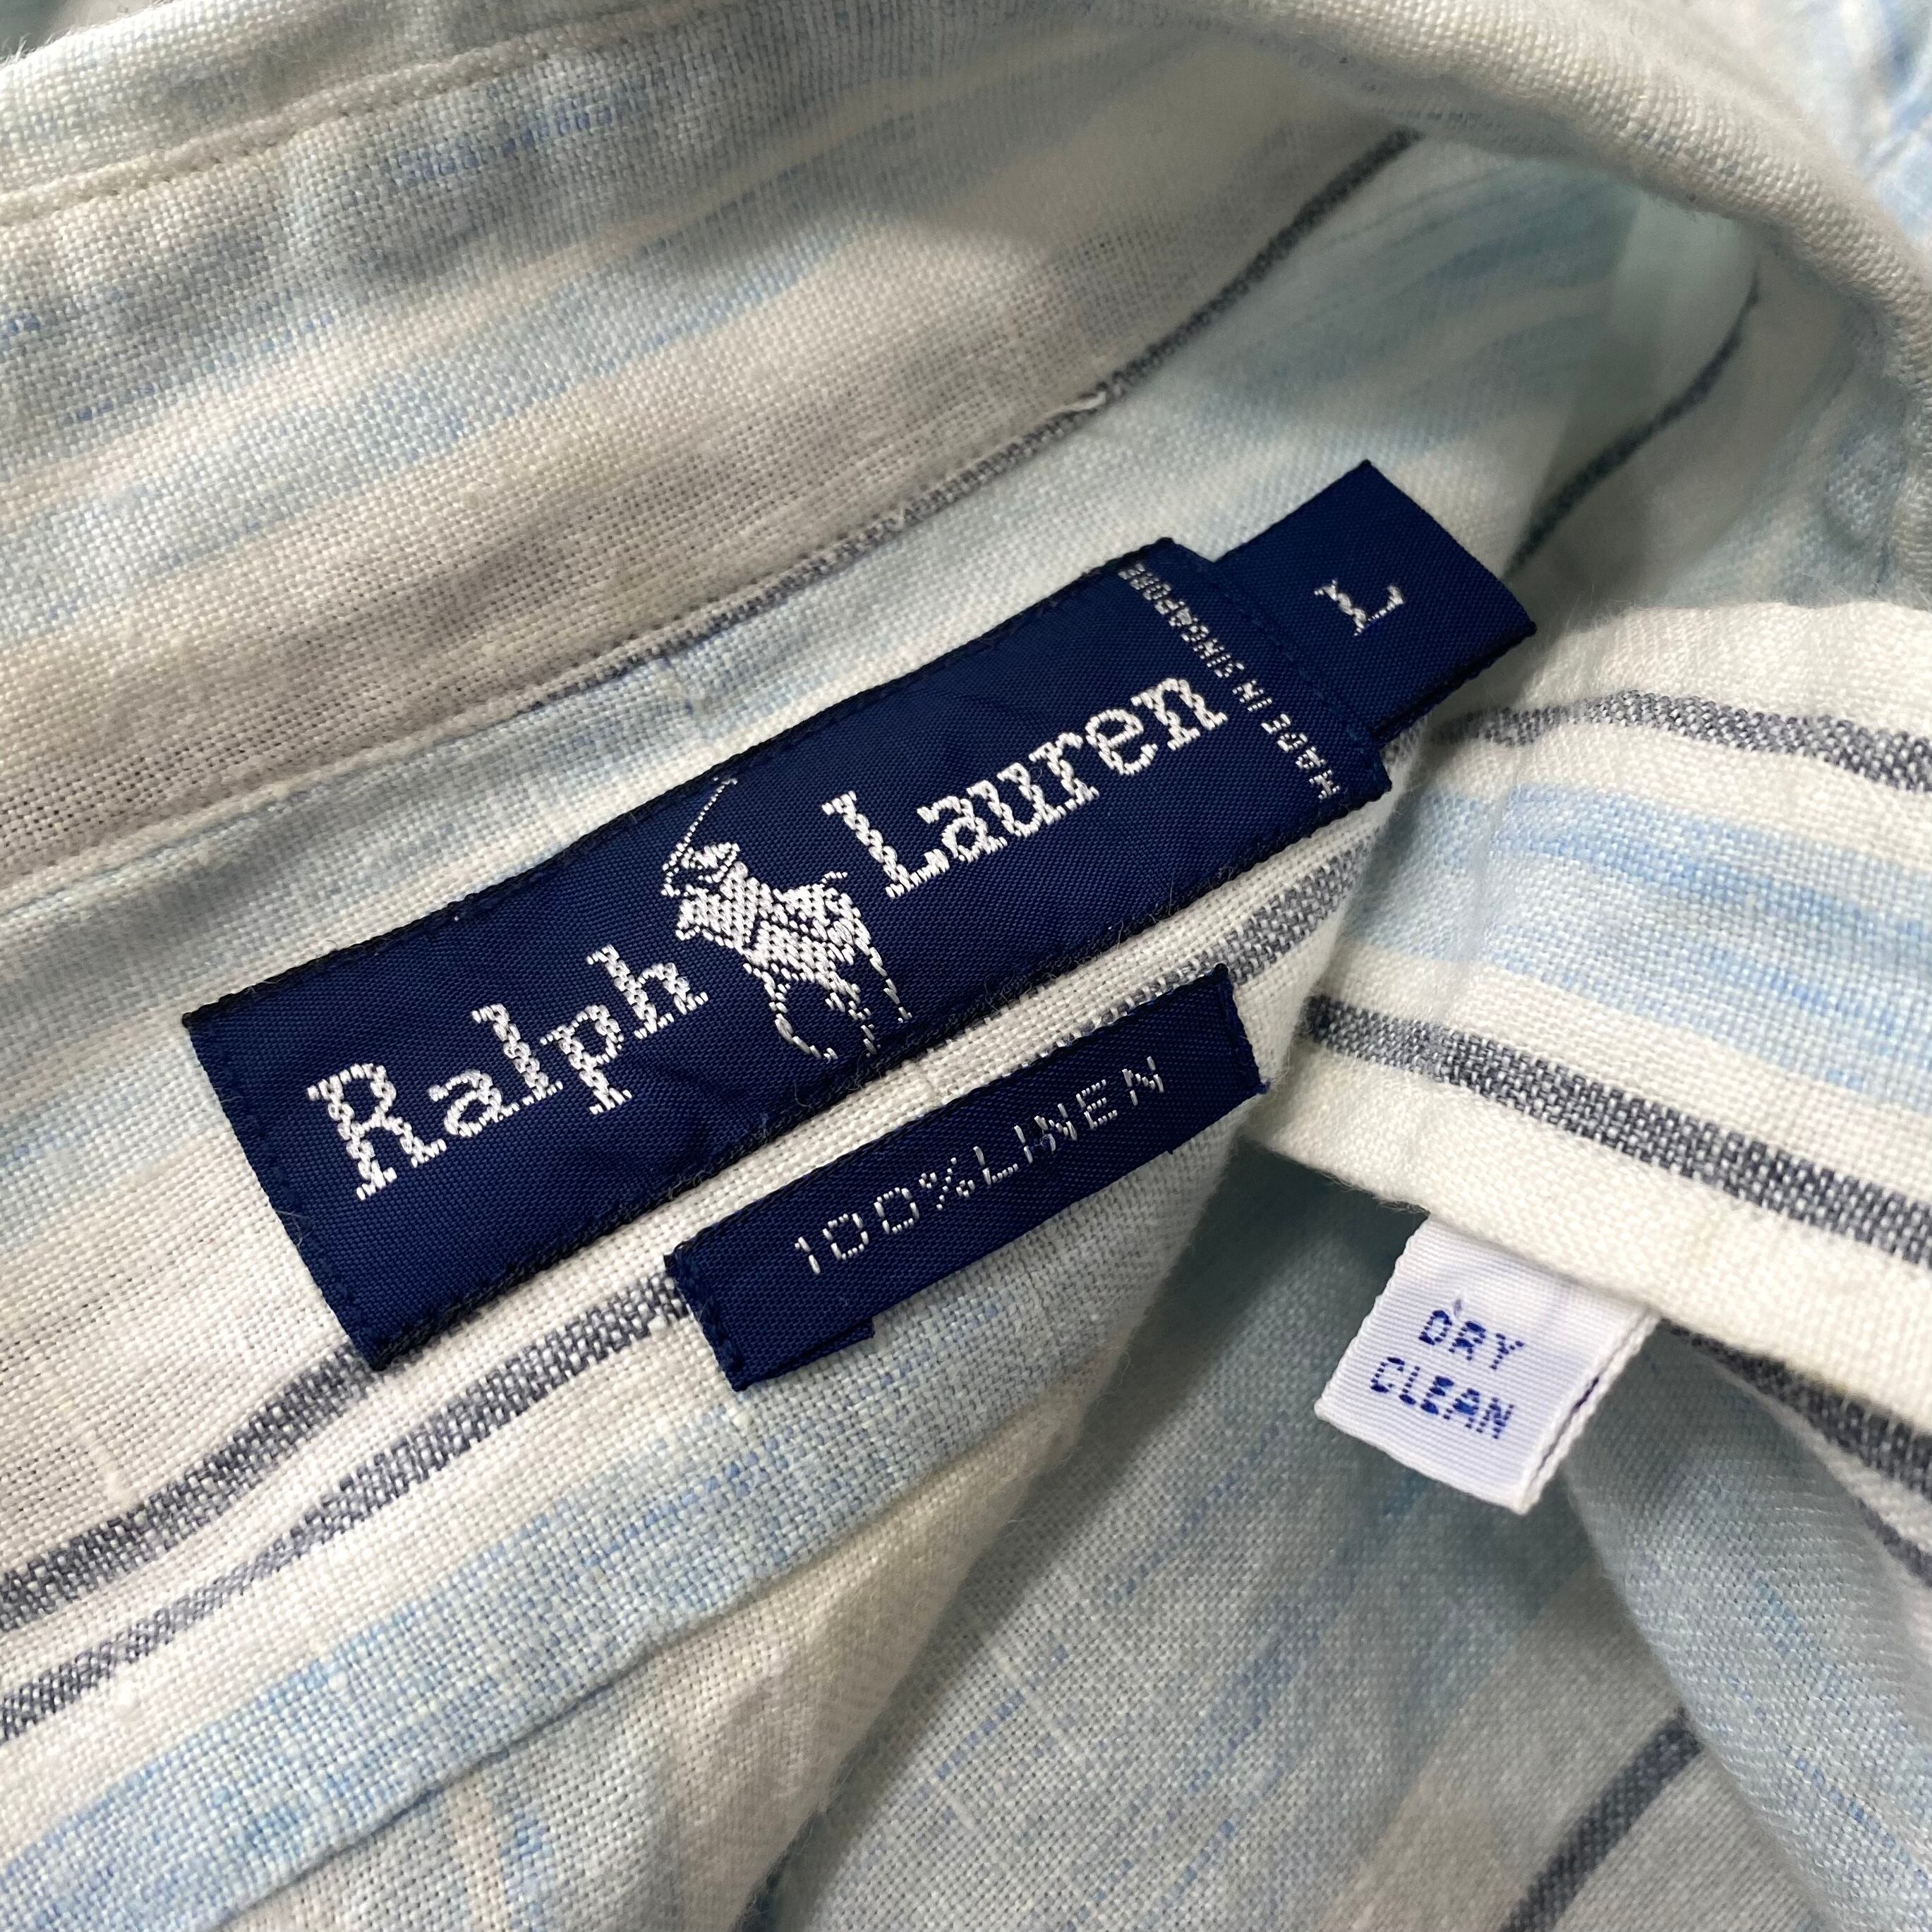 L
MADE IN SINGAPORE
Ralph Lauren
100% LINEN
DRY
CLEAN